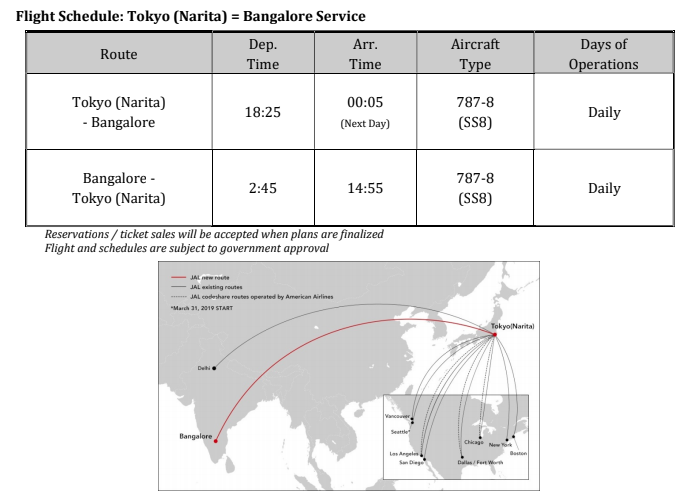 Flight Schedule: Tokyo (Narita) = Bangalore Service
Route
Dep.
Time
Arr.
Time
Aircraft
Type
Days of
Operations
Tokyo (Narita)
- Bangalore
18:25
00:05
(Next Day)
787-8
(SS8)
Daily
Bangalore -
Tokyo (Narita)
2:45
14:55
787-8
(SS8)
Daily
Reservations / ticket sales will be accepted when plans are finalized
Flight and schedules are subject to government approval
JAL new route
JAL existing routes
JAL codeshare routes operated by American Airlines
*March 31, 2019 START
Tokyo(Narita)
Delhi
Bangalore
Vancouver
Seattle*
Los Angeles
San Diego
Dallas / Fort Worth
Chicago
New York
Boston